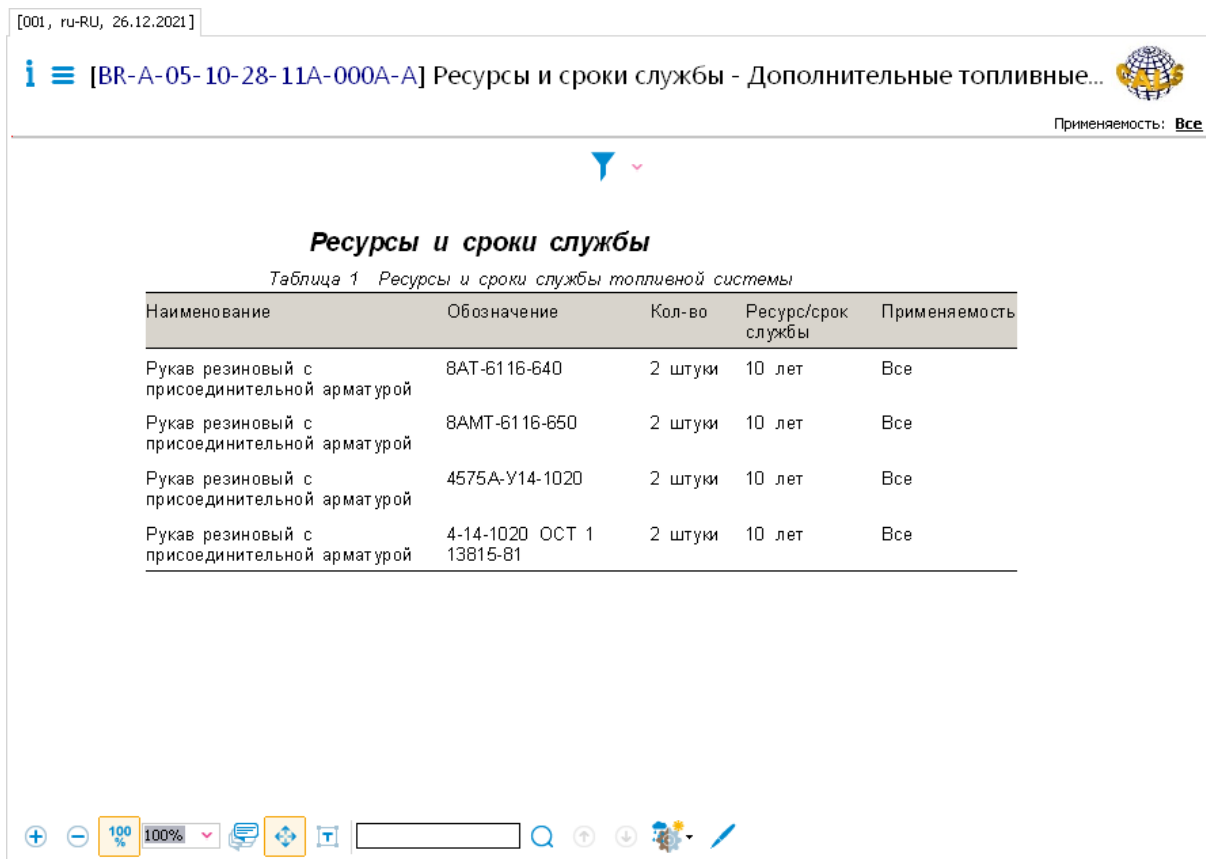 [001, ru-RU, 26.12.2021]
[BR-A-05-10-28-11A-000A-A] Ресурсы и сроки службы - Дополнительные топливные...
CALS
Применяемость: Все
Ресурсы и сроки службы
Таблица 1 Ресурсы и сроки службы топливной системы
Наименование Обозначение Кол-во Ресурс/срок службы Применяемость
Рукав резиновый с присоединительной арматурой 8АТ-6116-640 2 штуки 10 лет Все
Рукав резиновый с присоединительной арматурой 8АМТ-6116-650 2 штуки 10 лет Все
Рукав резиновый с присоединительной арматурой 4575А-У14-1020 2 штуки 10 лет Все
Рукав резиновый с присоединительной арматурой 4-14-1020 ОСТ 1 13815-81 2 штуки 10 лет Все
100 % 100% T